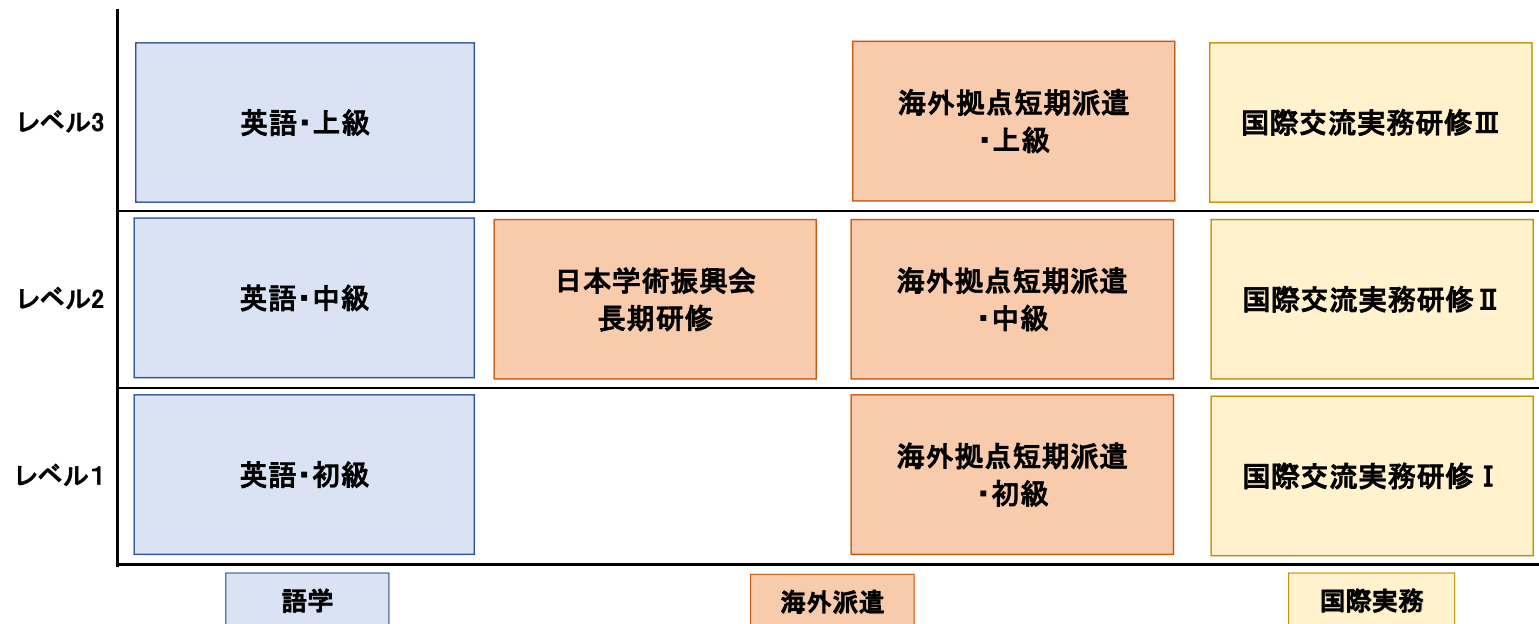 レベル3
英語・上級
海外拠点短期派遣
・上級
国際交流実務研修Ⅲ
レベル2
英語・中級
日本学術振興会
長期研修
海外拠点短期派遣
・中級
国際交流実務研修Ⅱ
レベル1
英語・初級
海外拠点短期派遣
・初級
国際交流実務研修Ⅰ
語学
海外派遣
国際実務